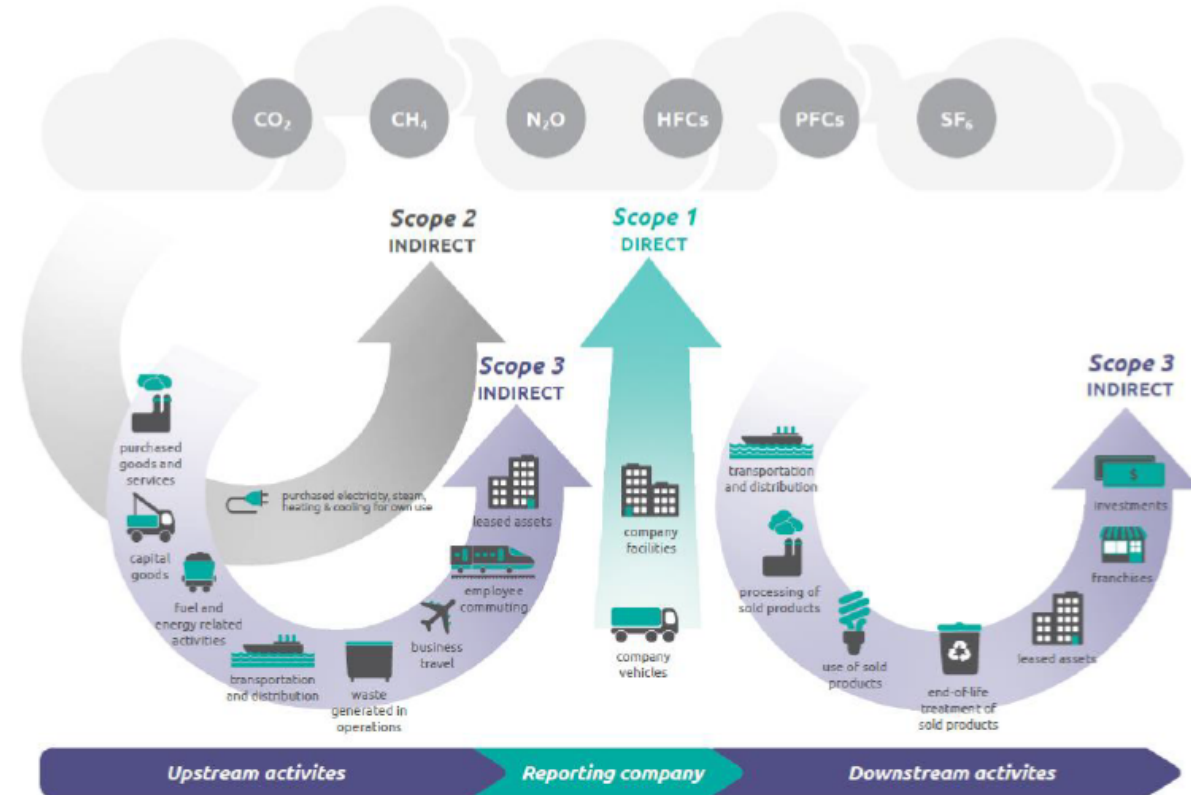 CO₂ CH₄ N₂O HFCs PFCs SF₆
Scope 2
INDIRECT
Scope 1
DIRECT
Scope 3
INDIRECT
Scope 3
INDIRECT
purchased
goods and
services
capital
goods
fuel and
energy related
activities
transportation
and distribution
waste
generated in
operations
business
travel
employee
commuting
leased assets
purchased electricity, steam,
heating & cooling for own use
company
facilities
company
vehicles
transportation
and distribution
processing of
sold products
use of sold
products
end-of-life
treatment of
sold products
leased assets
franchises
$
investments
Upstream activites
Reporting company
Downstream activites